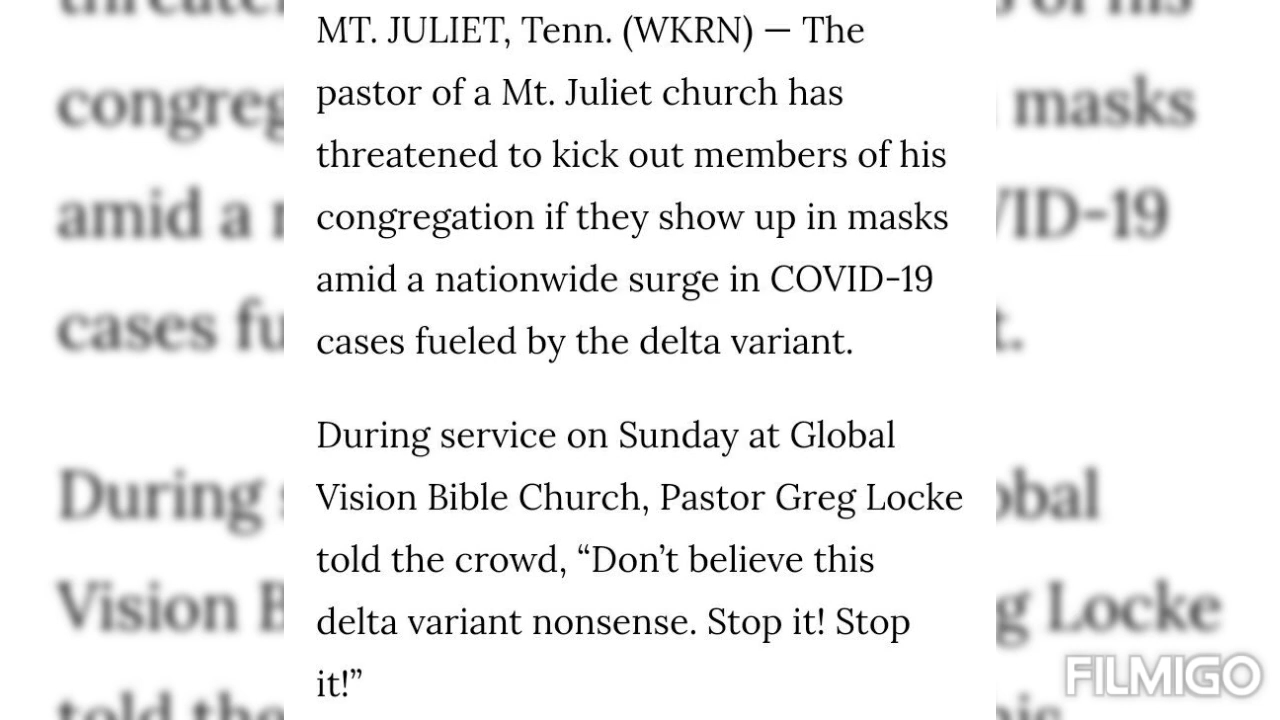 MT. JULIET, Tenn. (WKRN) — The
pastor of a Mt. Juliet church has
threatened to kick out members of his
congregation if they show up in masks
amid a nationwide surge in COVID-19
cases fueled by the delta variant.
During service on Sunday at Global
Vision Bible Church, Pastor Greg Locke
told the crowd, “Don’t believe this
delta variant nonsense. Stop it! Stop
it!”
FILMIGO